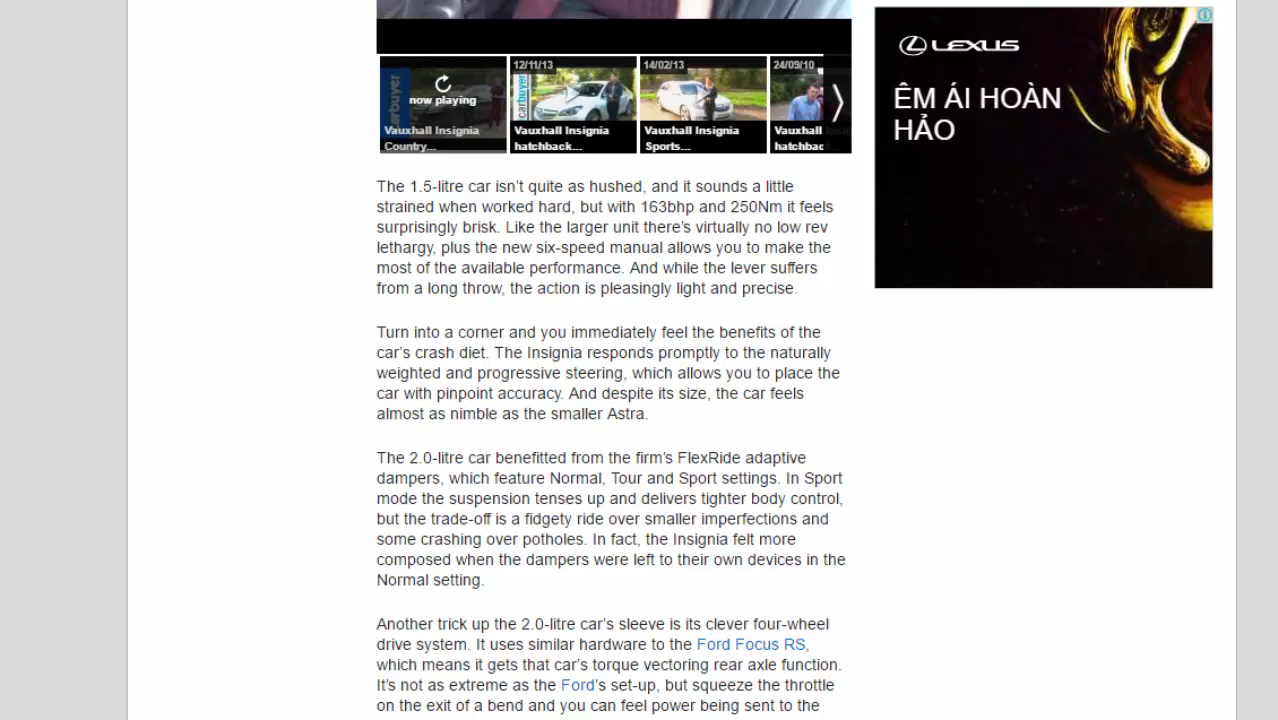 carbuyer
now playing
Vauxhall Insignia
Country...
12/11/13
carbuyer
Vauxhall Insignia
hatchback...
14/02/13
Vauxhall Insignia
Sports...
24/09/10
Vauxhall
hatchbac
LEXUS
ÊM ÁI HOÀN
HẢO
The 1.5-litre car isn’t quite as hushed, and it sounds a little
strained when worked hard, but with 163bhp and 250Nm it feels
surprisingly brisk. Like the larger unit there’s virtually no low rev
lethargy, plus the new six-speed manual allows you to make the
most of the available performance. And while the lever suffers
from a long throw, the action is pleasingly light and precise.
Turn into a corner and you immediately feel the benefits of the
car’s crash diet. The Insignia responds promptly to the naturally
weighted and progressive steering, which allows you to place the
car with pinpoint accuracy. And despite its size, the car feels
almost as nimble as the smaller Astra.
The 2.0-litre car benefitted from the firm’s FlexRide adaptive
dampers, which feature Normal, Tour and Sport settings. In Sport
mode the suspension tenses up and delivers tighter body control,
but the trade-off is a fidgety ride over smaller imperfections and
some crashing over potholes. In fact, the Insignia felt more
composed when the dampers were left to their own devices in the
Normal setting.
Another trick up the 2.0-litre car’s sleeve is its clever four-wheel
drive system. It uses similar hardware to the Ford Focus RS,
which means it gets that car’s torque vectoring rear axle function.
It’s not as extreme as the Ford’s set-up, but squeeze the throttle
on the exit of a bend and you can feel power being sent to the